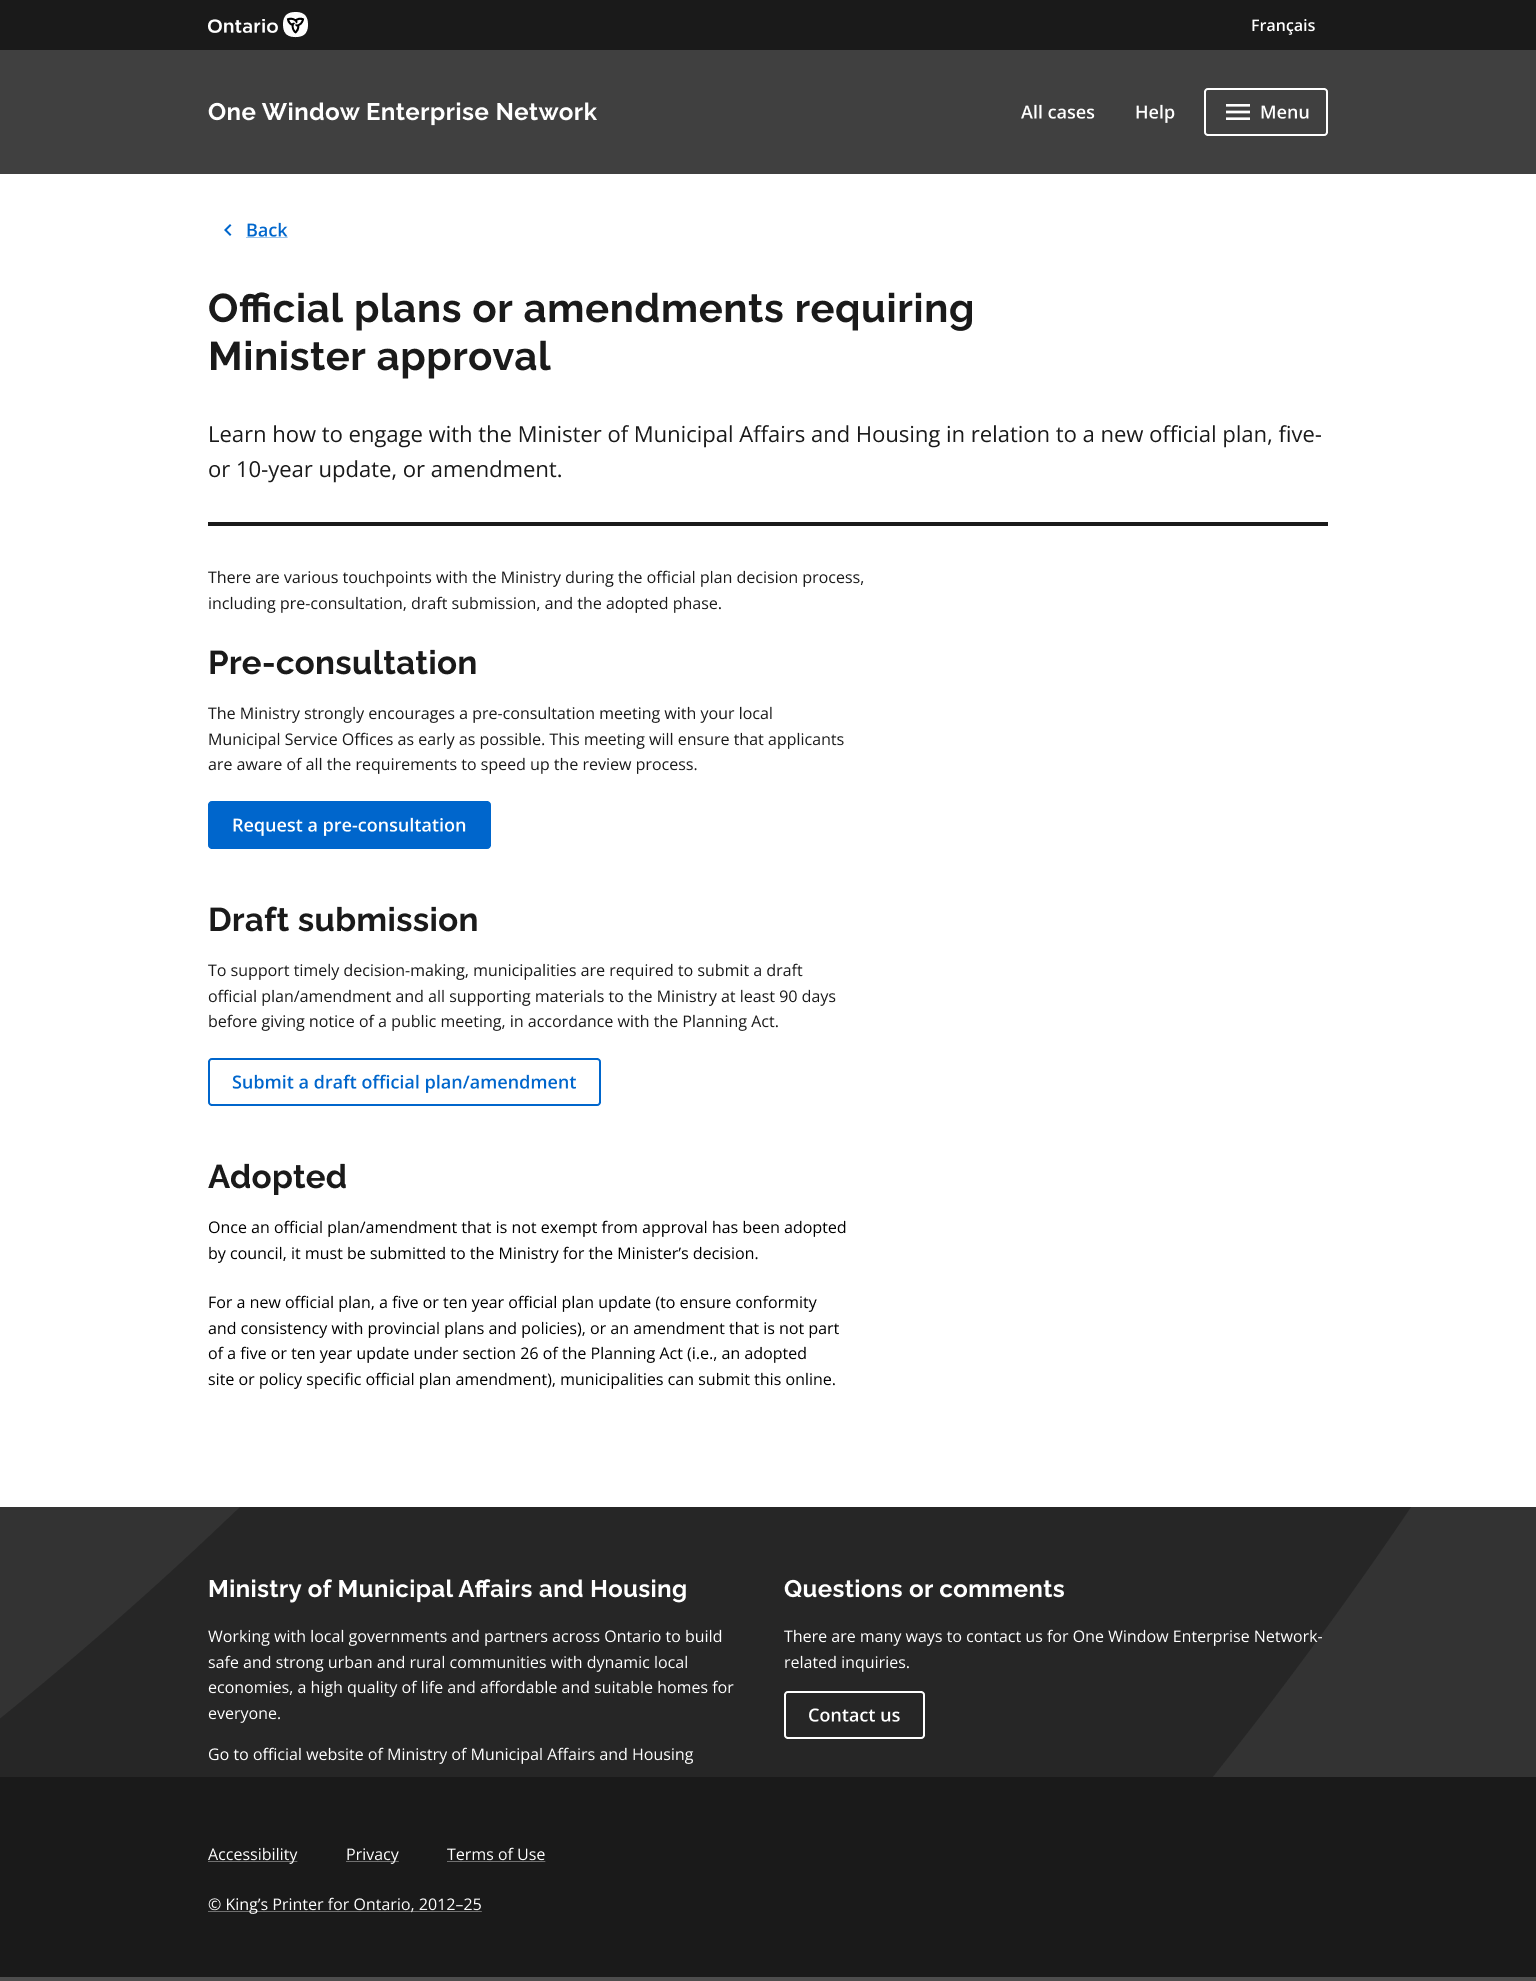 Ontario
Français
One Window Enterprise Network
All cases
Help
Menu
Back
Official plans or amendments requiring
Minister approval
Learn how to engage with the Minister of Municipal Affairs and Housing in relation to a new official plan, five-
or 10-year update, or amendment.
There are various touchpoints with the Ministry during the official plan decision process,
including pre-consultation, draft submission, and the adopted phase.
Pre-consultation
The Ministry strongly encourages a pre-consultation meeting with your local
Municipal Service Offices as early as possible. This meeting will ensure that applicants
are aware of all the requirements to speed up the review process.
Request a pre-consultation
Draft submission
To support timely decision-making, municipalities are required to submit a draft
official plan/amendment and all supporting materials to the Ministry at least 90 days
before giving notice of a public meeting, in accordance with the Planning Act.
Submit a draft official plan/amendment
Adopted
Once an official plan/amendment that is not exempt from approval has been adopted
by council, it must be submitted to the Ministry for the Minister’s decision.
For a new official plan, a five or ten year official plan update (to ensure conformity
and consistency with provincial plans and policies), or an amendment that is not part
of a five or ten year update under section 26 of the Planning Act (i.e., an adopted
site or policy specific official plan amendment), municipalities can submit this online.
Ministry of Municipal Affairs and Housing
Working with local governments and partners across Ontario to build
safe and strong urban and rural communities with dynamic local
economies, a high quality of life and affordable and suitable homes for
everyone.
Go to official website of Ministry of Municipal Affairs and Housing
Questions or comments
There are many ways to contact us for One Window Enterprise Network-
related inquiries.
Contact us
Accessibility
Privacy
Terms of Use
© King’s Printer for Ontario, 2012–25